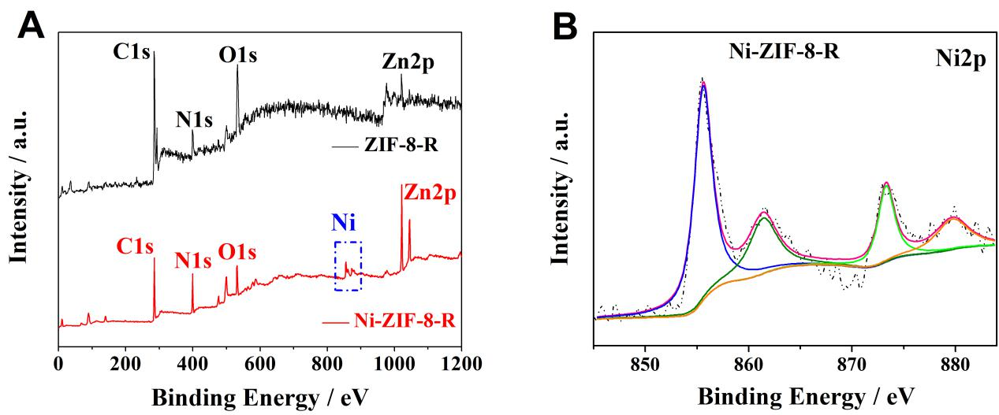 A
C1s
O1s
Zn2p
N1s
ZIF-8-R
Zn2p
Ni
C1s
N1s
O1s
Ni-ZIF-8-R
Intensity / a.u.
0 200 400 600 800 1000 1200
Binding Energy / eV
B
Ni-ZIF-8-R
Ni2p
Intensity / a.u.
850 860 870 880
Binding Energy / eV